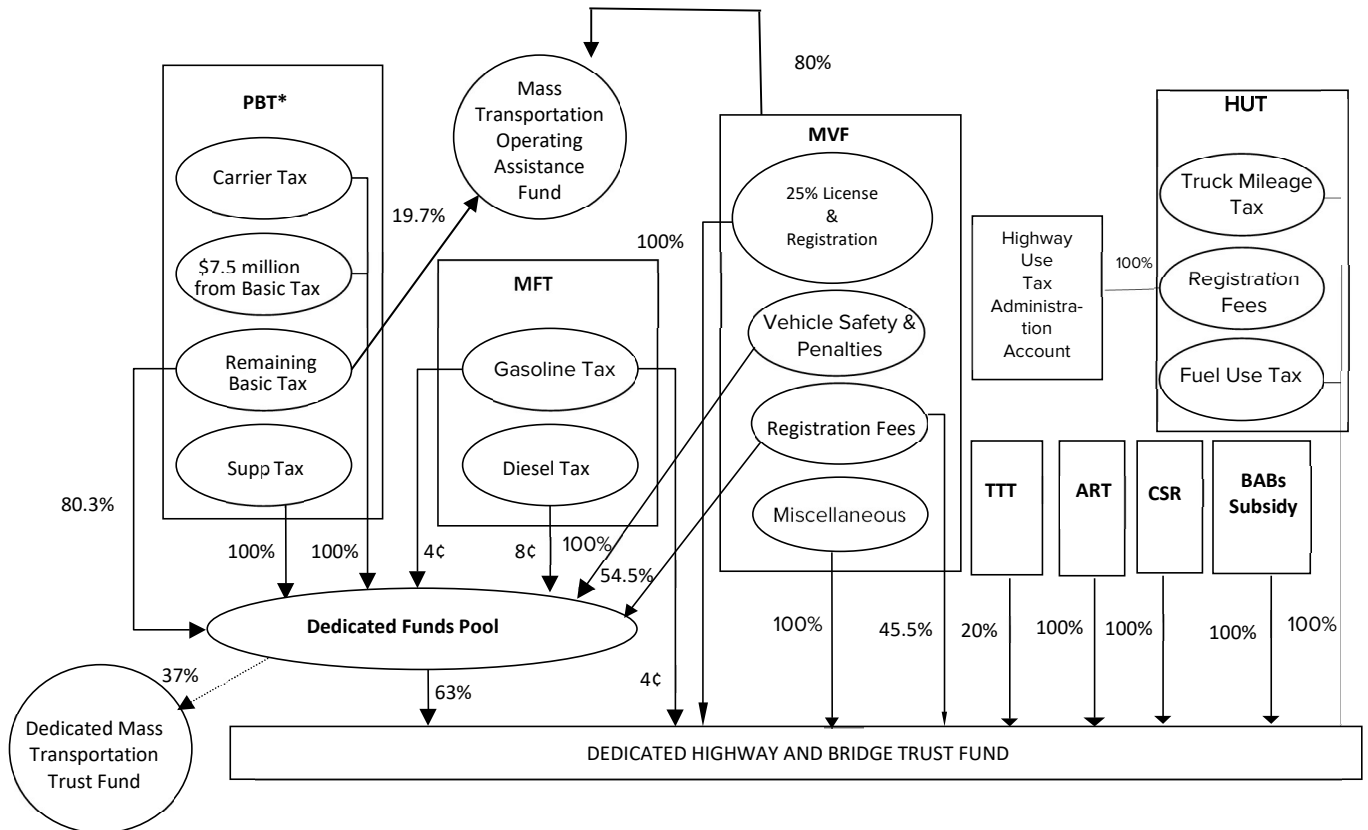 80%
PBT*
Mass
Transportation
Operating
Assistance
Fund
MVF
HUT
Carrier Tax
19.7%
$7.5 million
from Basic Tax
Remaining
Basic Tax
Supp Tax
80.3%
100%
100%
MFT
Gasoline Tax
Diesel Tax
4¢
8¢
100%
54.5%
100%
25% License
&
Registration
Vehicle Safety &
Penalties
Registration Fees
Miscellaneous
Highway
Use
Tax
Administra-
tion
Account
100%
Truck Mileage
Tax
Registration
Fees
Fuel Use Tax
TTT
ART
CSR
BABs
Subsidy
Dedicated Funds Pool
100%
45.5%
20%
100%
100%
100%
100%
37%
63%
4¢
Dedicated Mass
Transportation
Trust Fund
DEDICATED HIGHWAY AND BRIDGE TRUST FUND